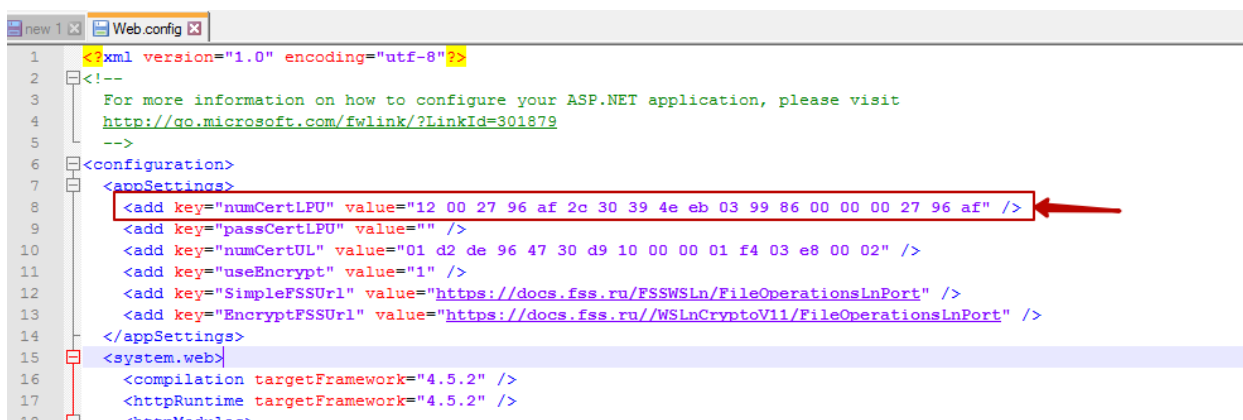 new 1 Web.config
1 <?xml version="1.0" encoding="utf-8"?>
2 <!--
3 For more information on how to configure your ASP.NET application, please visit
4 http://go.microsoft.com/fwlink/?LinkId=301879
5 -->
6 <configuration>
7 <appSettings>
8 <add key="numCertLPU" value="12 00 27 96 af 2c 30 39 4e eb 03 99 86 00 00 00 27 96 af" />
9 <add key="passCertLPU" value="" />
10 <add key="numCertUL" value="01 d2 de 96 47 30 d9 10 00 00 01 f4 03 e8 00 02" />
11 <add key="useEncrypt" value="1" />
12 <add key="SimpleFSSUrl" value="https://docs.fss.ru/FSSWSLn/FileOperationsLnPort" />
13 <add key="EncryptFSSUrl" value="https://docs.fss.ru//WSLnCryptoV11/FileOperationsLnPort" />
14 </appSettings>
15 <system.web>
16 <compilation targetFramework="4.5.2" />
17 <httpRuntime targetFramework="4.5.2" />
18 <httpModules>